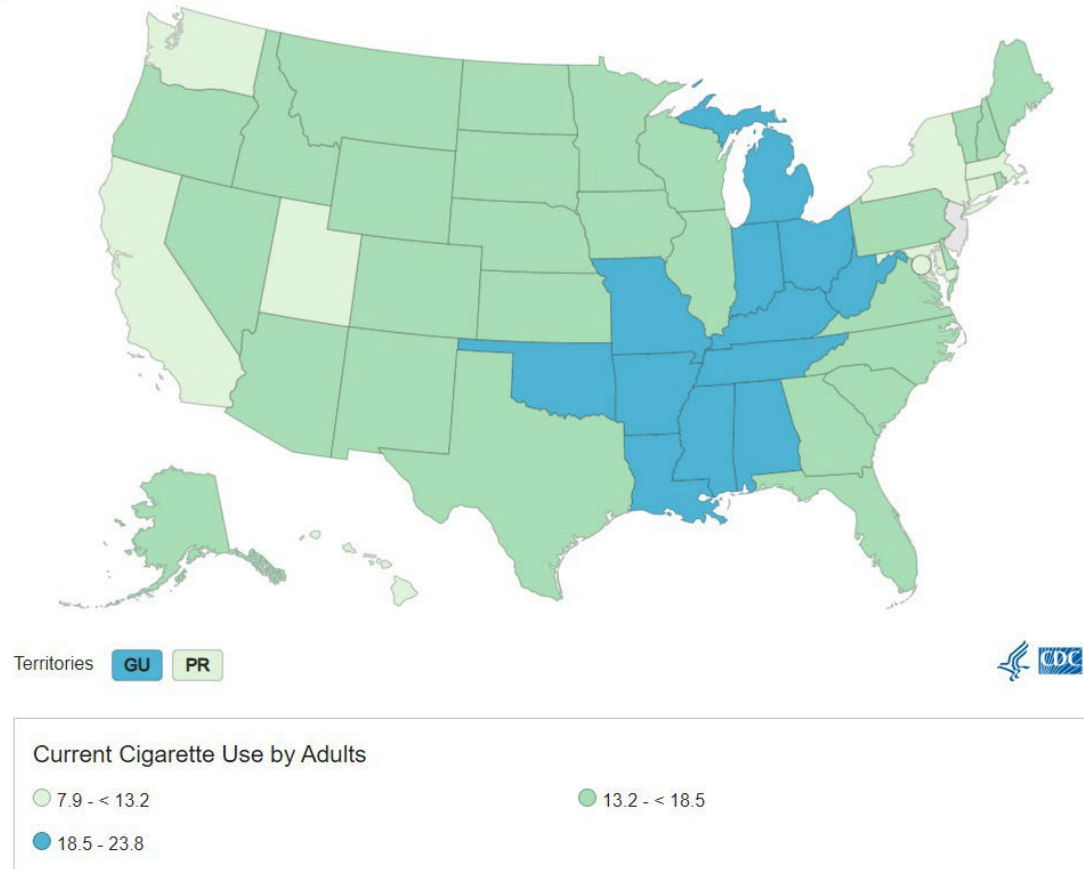 Territories GU PR
CDC
Current Cigarette Use by Adults
7.9 - < 13.2
13.2 - < 18.5
18.5 - 23.8